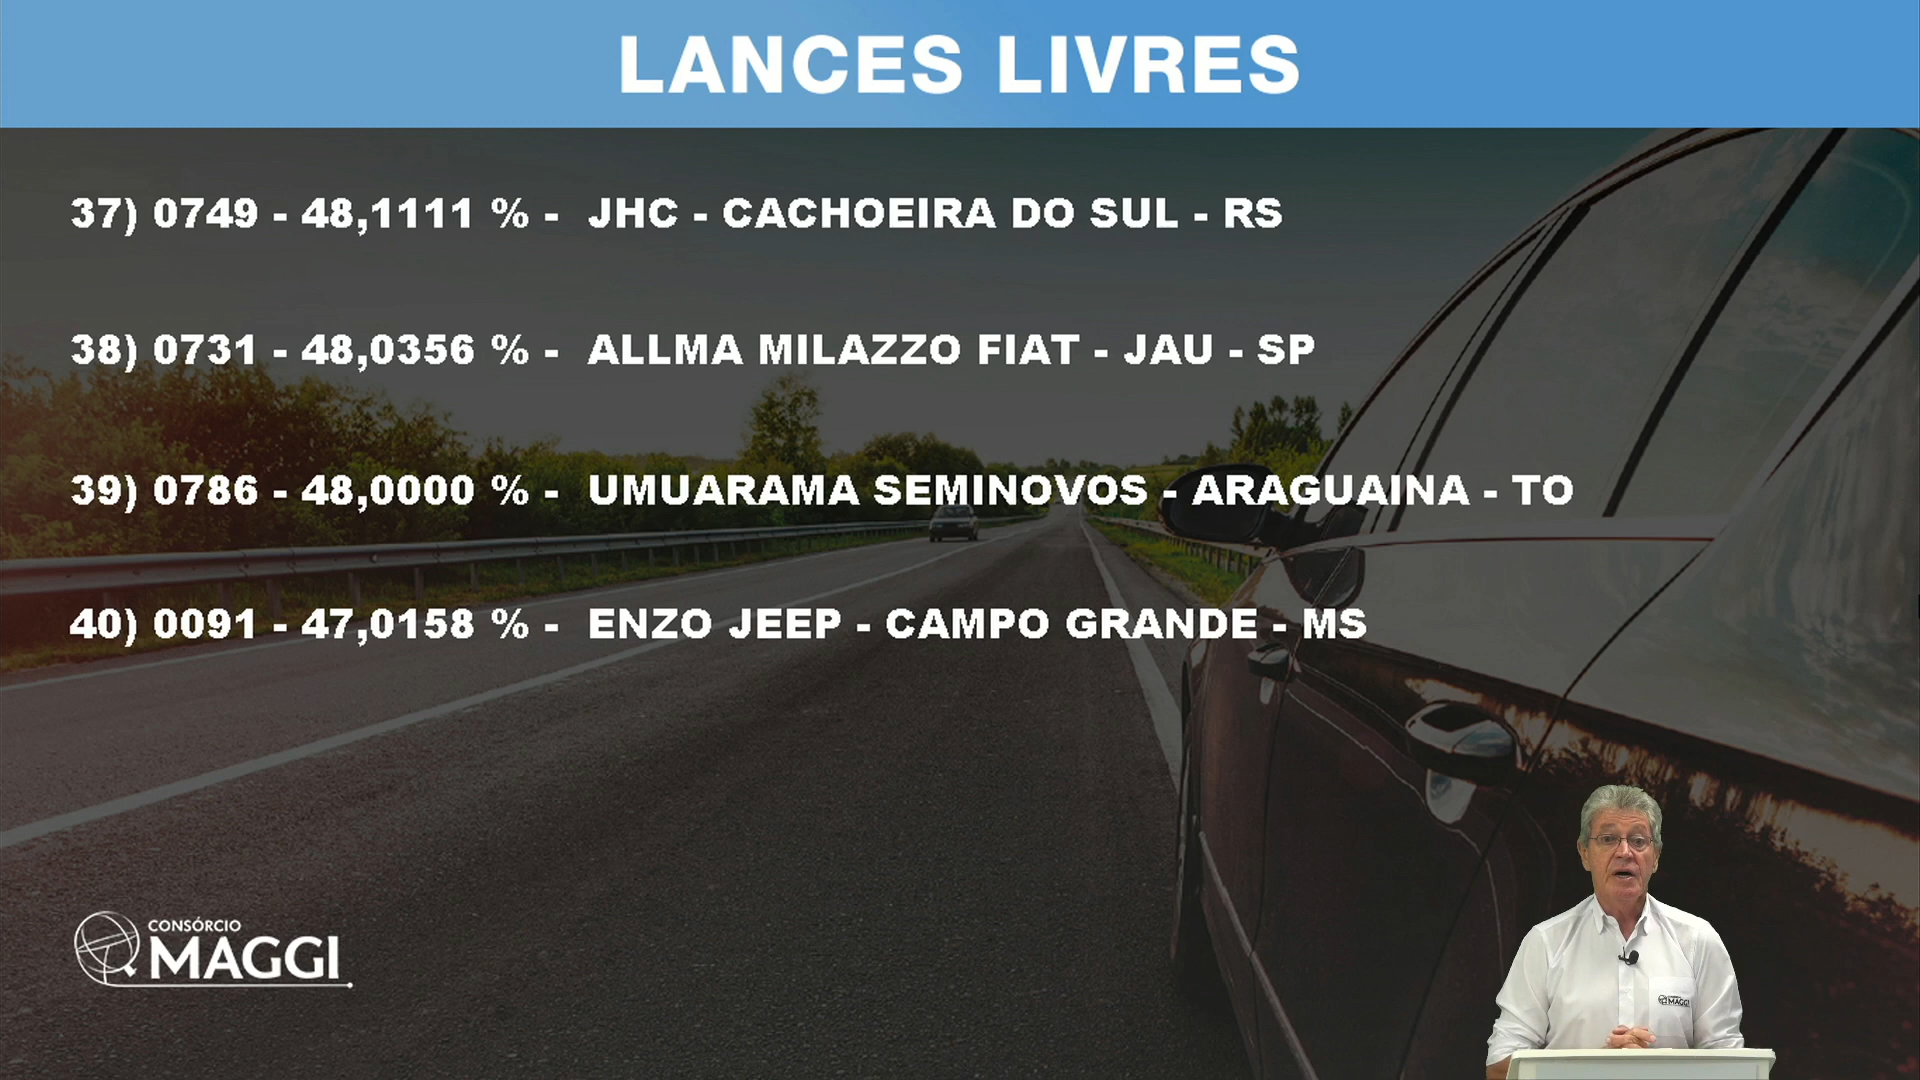 LANCES LIVRES
37) 0749 - 48,1111 % - JHC - CACHOEIRA DO SUL - RS
38) 0731 - 48,0356 % - ALLMA MILAZZO FIAT - JAU - SP
39) 0786 - 48,0000 % - UMUARAMA SEMINOVOS - ARAGUAINA - TO
40) 0091 - 47,0158 % - ENZO JEEP - CAMPO GRANDE - MS
CONSÓRCIO
MAGGI
MAGGI